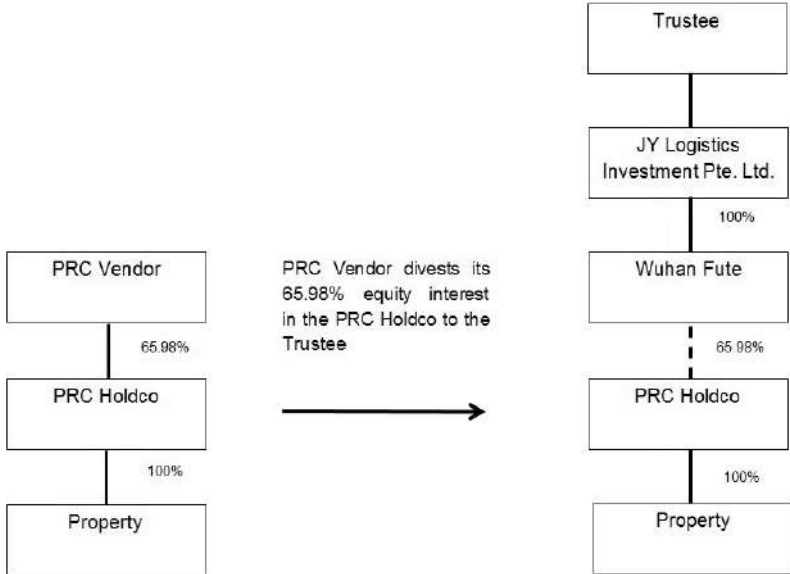 PRC Vendor
65.98%
PRC Holdco
100%
Property
PRC Vendor divests its
65.98% equity interest
in the PRC Holdco to the
Trustee
Trustee
JY Logistics
Investment Pte. Ltd.
100%
Wuhan Fute
65.98%
PRC Holdco
100%
Property